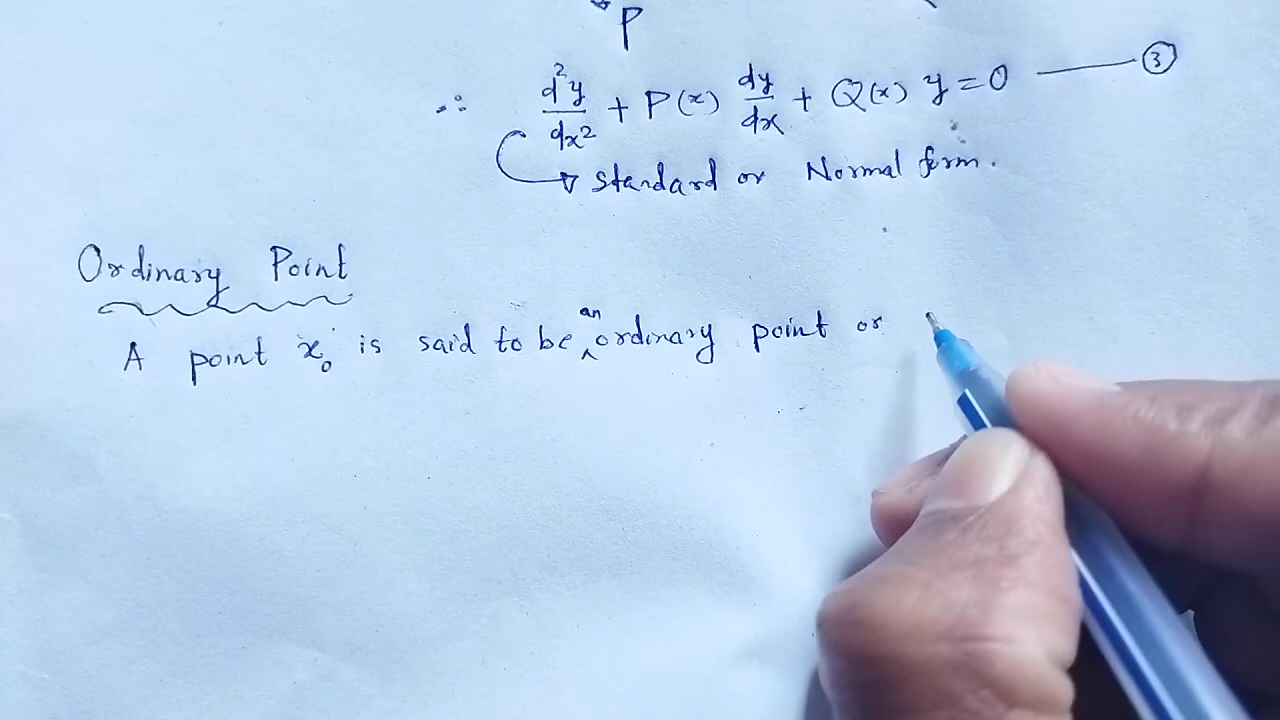 P
∴ d²y/dx² + P(x) dy/dx + Q(x) y = 0 —— ③
standard or Normal form.
Ordinary Point
A point x₀ is said to be an ordinary point or